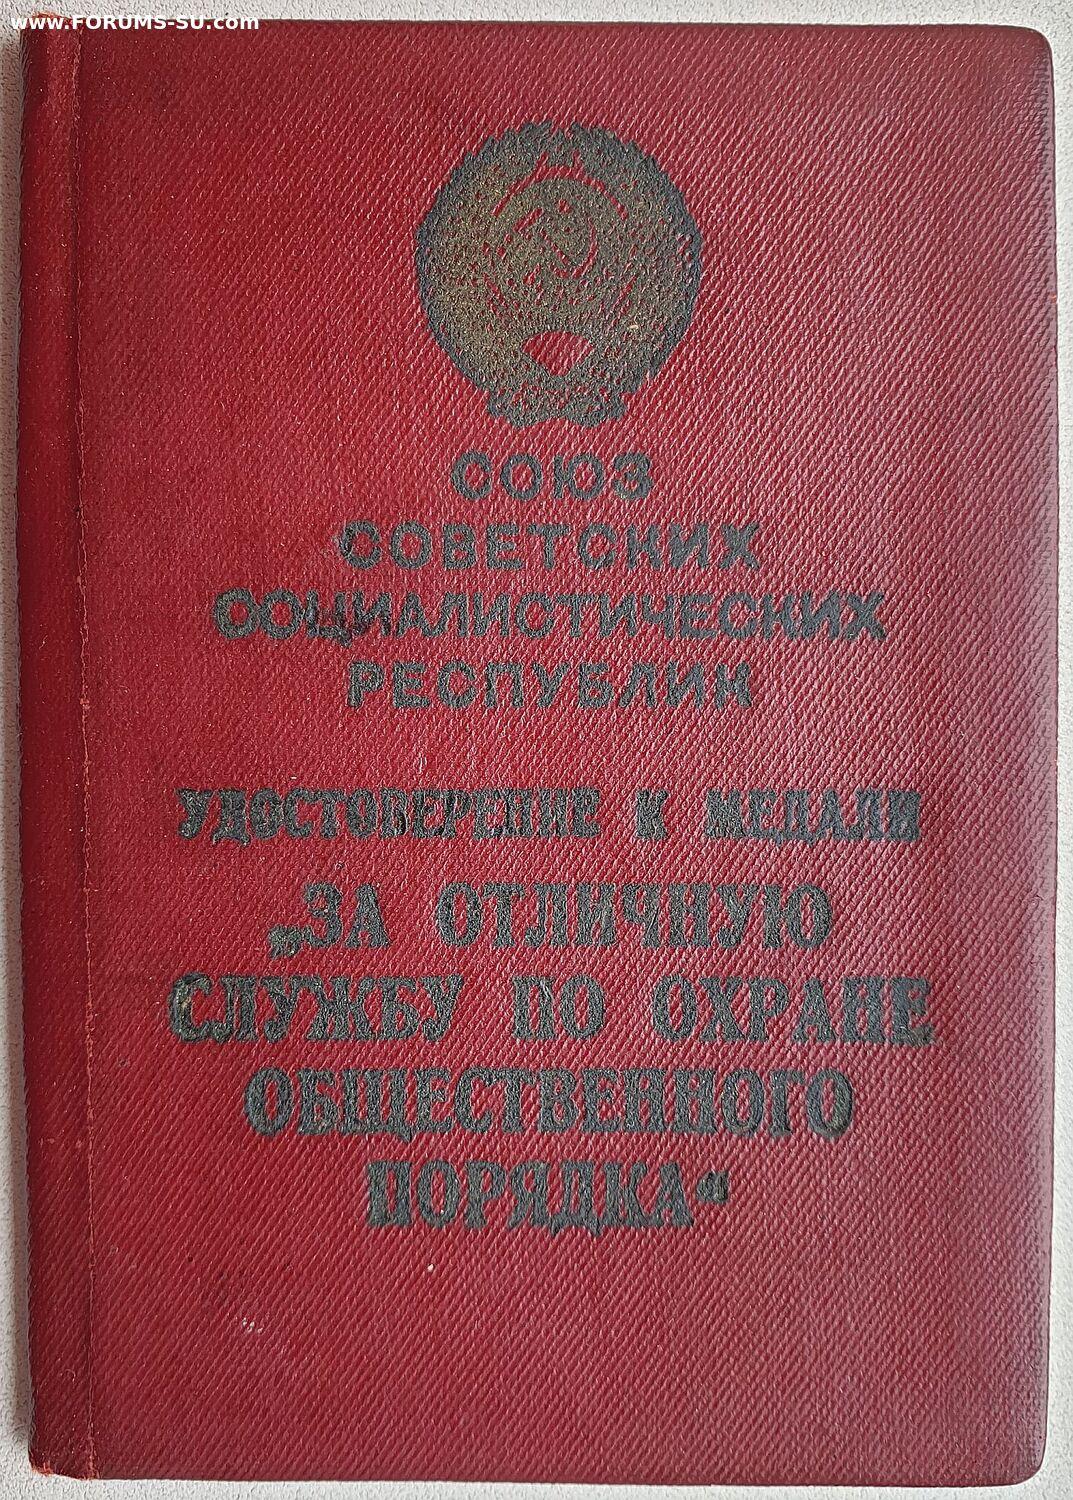 www.FORUMS-SU.com
СОЮЗ
СОВЕТСКИХ
СОЦИАЛИСТИЧЕСКИХ
РЕСПУБЛИК
УДОСТОВЕРЕНИЕ К МЕДАЛИ
„ЗА ОТЛИЧНУЮ
СЛУЖБУ ПО ОХРАНЕ
ОБЩЕСТВЕННОГО
ПОРЯДКА“